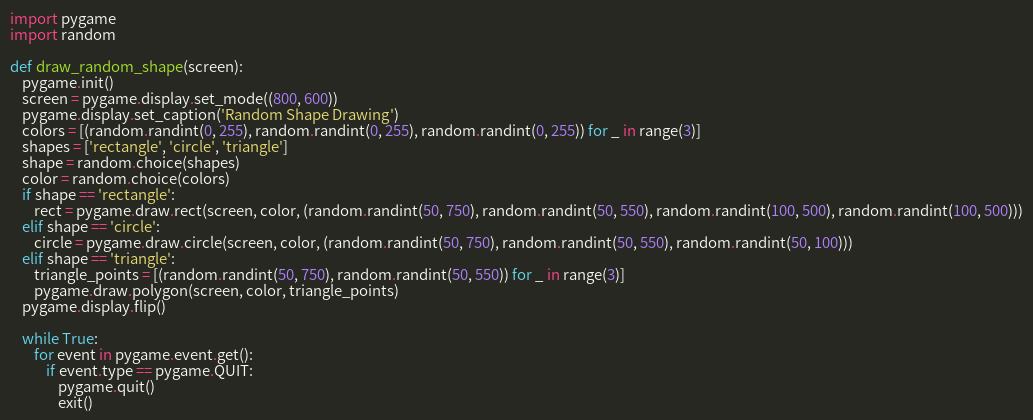 import pygame
import random

def draw_random_shape(screen):
    pygame.init()
    screen = pygame.display.set_mode((800, 600))
    pygame.display.set_caption('Random Shape Drawing')
    colors = [(random.randint(0, 255), random.randint(0, 255), random.randint(0, 255)) for _ in range(3)]
    shapes = ['rectangle', 'circle', 'triangle']
    shape = random.choice(shapes)
    color = random.choice(colors)
    if shape == 'rectangle':
        rect = pygame.draw.rect(screen, color, (random.randint(50, 750), random.randint(50, 550), random.randint(100, 500), random.randint(100, 500)))
    elif shape == 'circle':
        circle = pygame.draw.circle(screen, color, (random.randint(50, 750), random.randint(50, 550), random.randint(50, 100)))
    elif shape == 'triangle':
        triangle_points = [(random.randint(50, 750), random.randint(50, 550)) for _ in range(3)]
        pygame.draw.polygon(screen, color, triangle_points)
    pygame.display.flip()

    while True:
        for event in pygame.event.get():
            if event.type == pygame.QUIT:
                pygame.quit()
                exit()